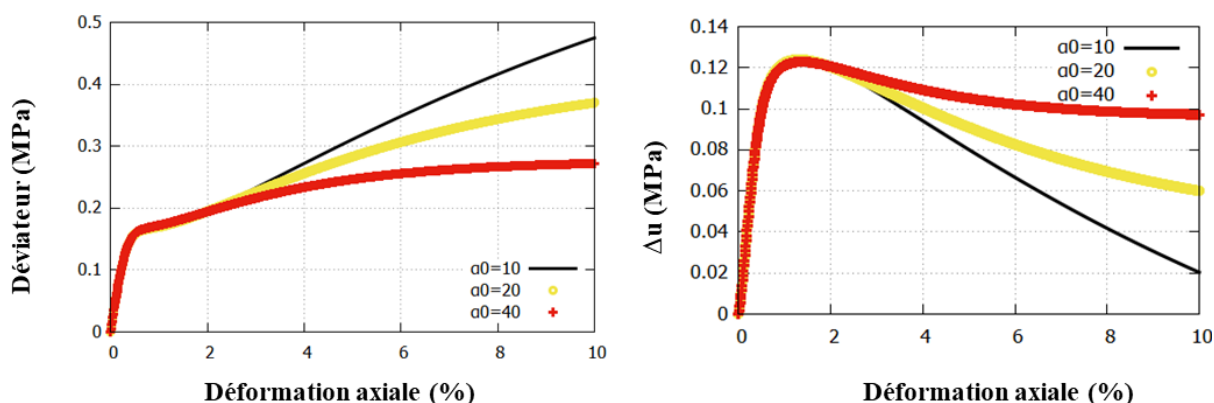 Déviateur (MPa)
0.5
0.4
0.3
0.2
0.1
0
0 2 4 6 8 10
α0=10
α0=20
α0=40
Déformation axiale (%)
Δu (MPa)
0.14
0.12
0.1
0.08
0.06
0.04
0.02
0
0 2 4 6 8 10
α0=10
α0=20
α0=40
Déformation axiale (%)